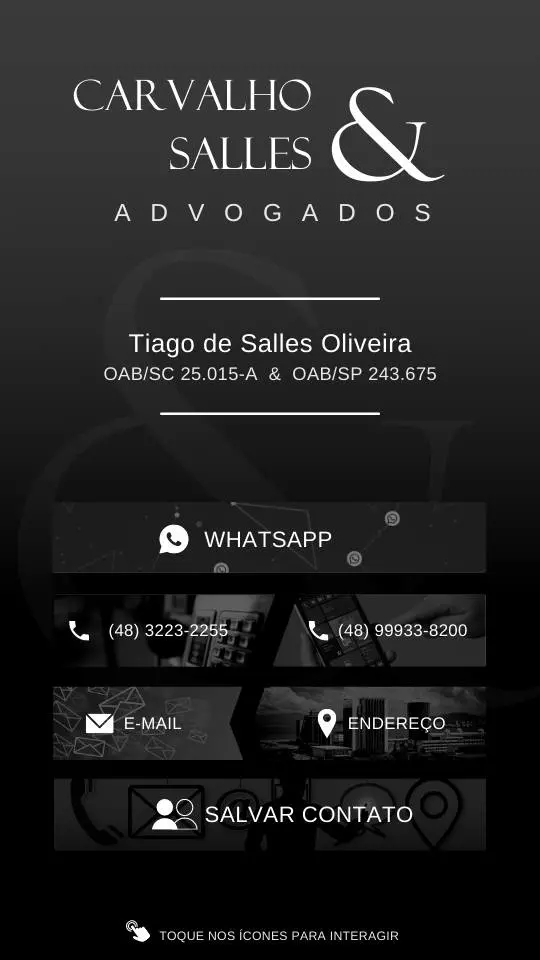 CARVALHO
SALLES &
ADVOGADOS
Tiago de Salles Oliveira
OAB/SC 25.015-A & OAB/SP 243.675
WHATSAPP
(48) 3223-2255
(48) 99933-8200
E-MAIL
ENDEREÇO
SALVAR CONTATO
TOQUE NOS ÍCONES PARA INTERAGIR